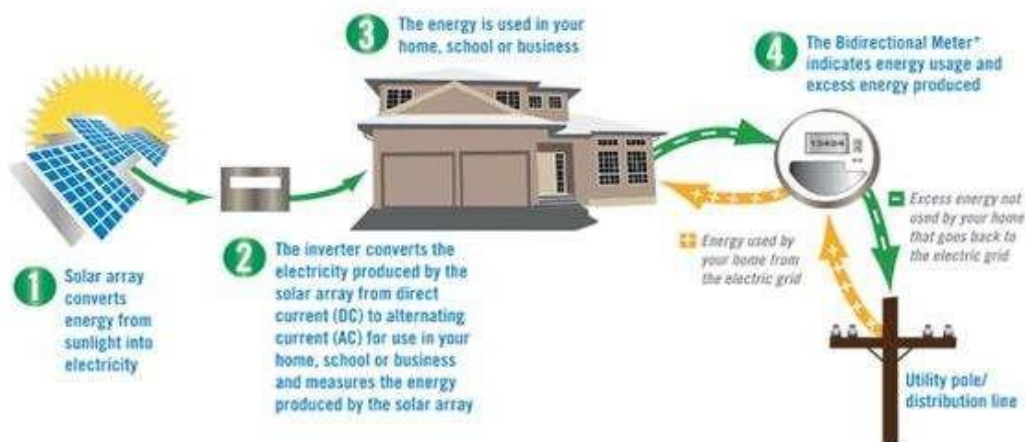 1
Solar array
converts
energy from
sunlight into
electricity
2
The inverter converts the
electricity produced by the
solar array from direct
current (DC) to alternating
current (AC) for use in your
home, school or business
and measures the energy
produced by the solar array
3
The energy is used in your
home, school or business
4
The Bidirectional Meter*
indicates energy usage and
excess energy produced
Excess energy not
used by your home
that goes back to
the electric grid
Energy used by
your home from
the electric grid
Utility pole/
distribution line